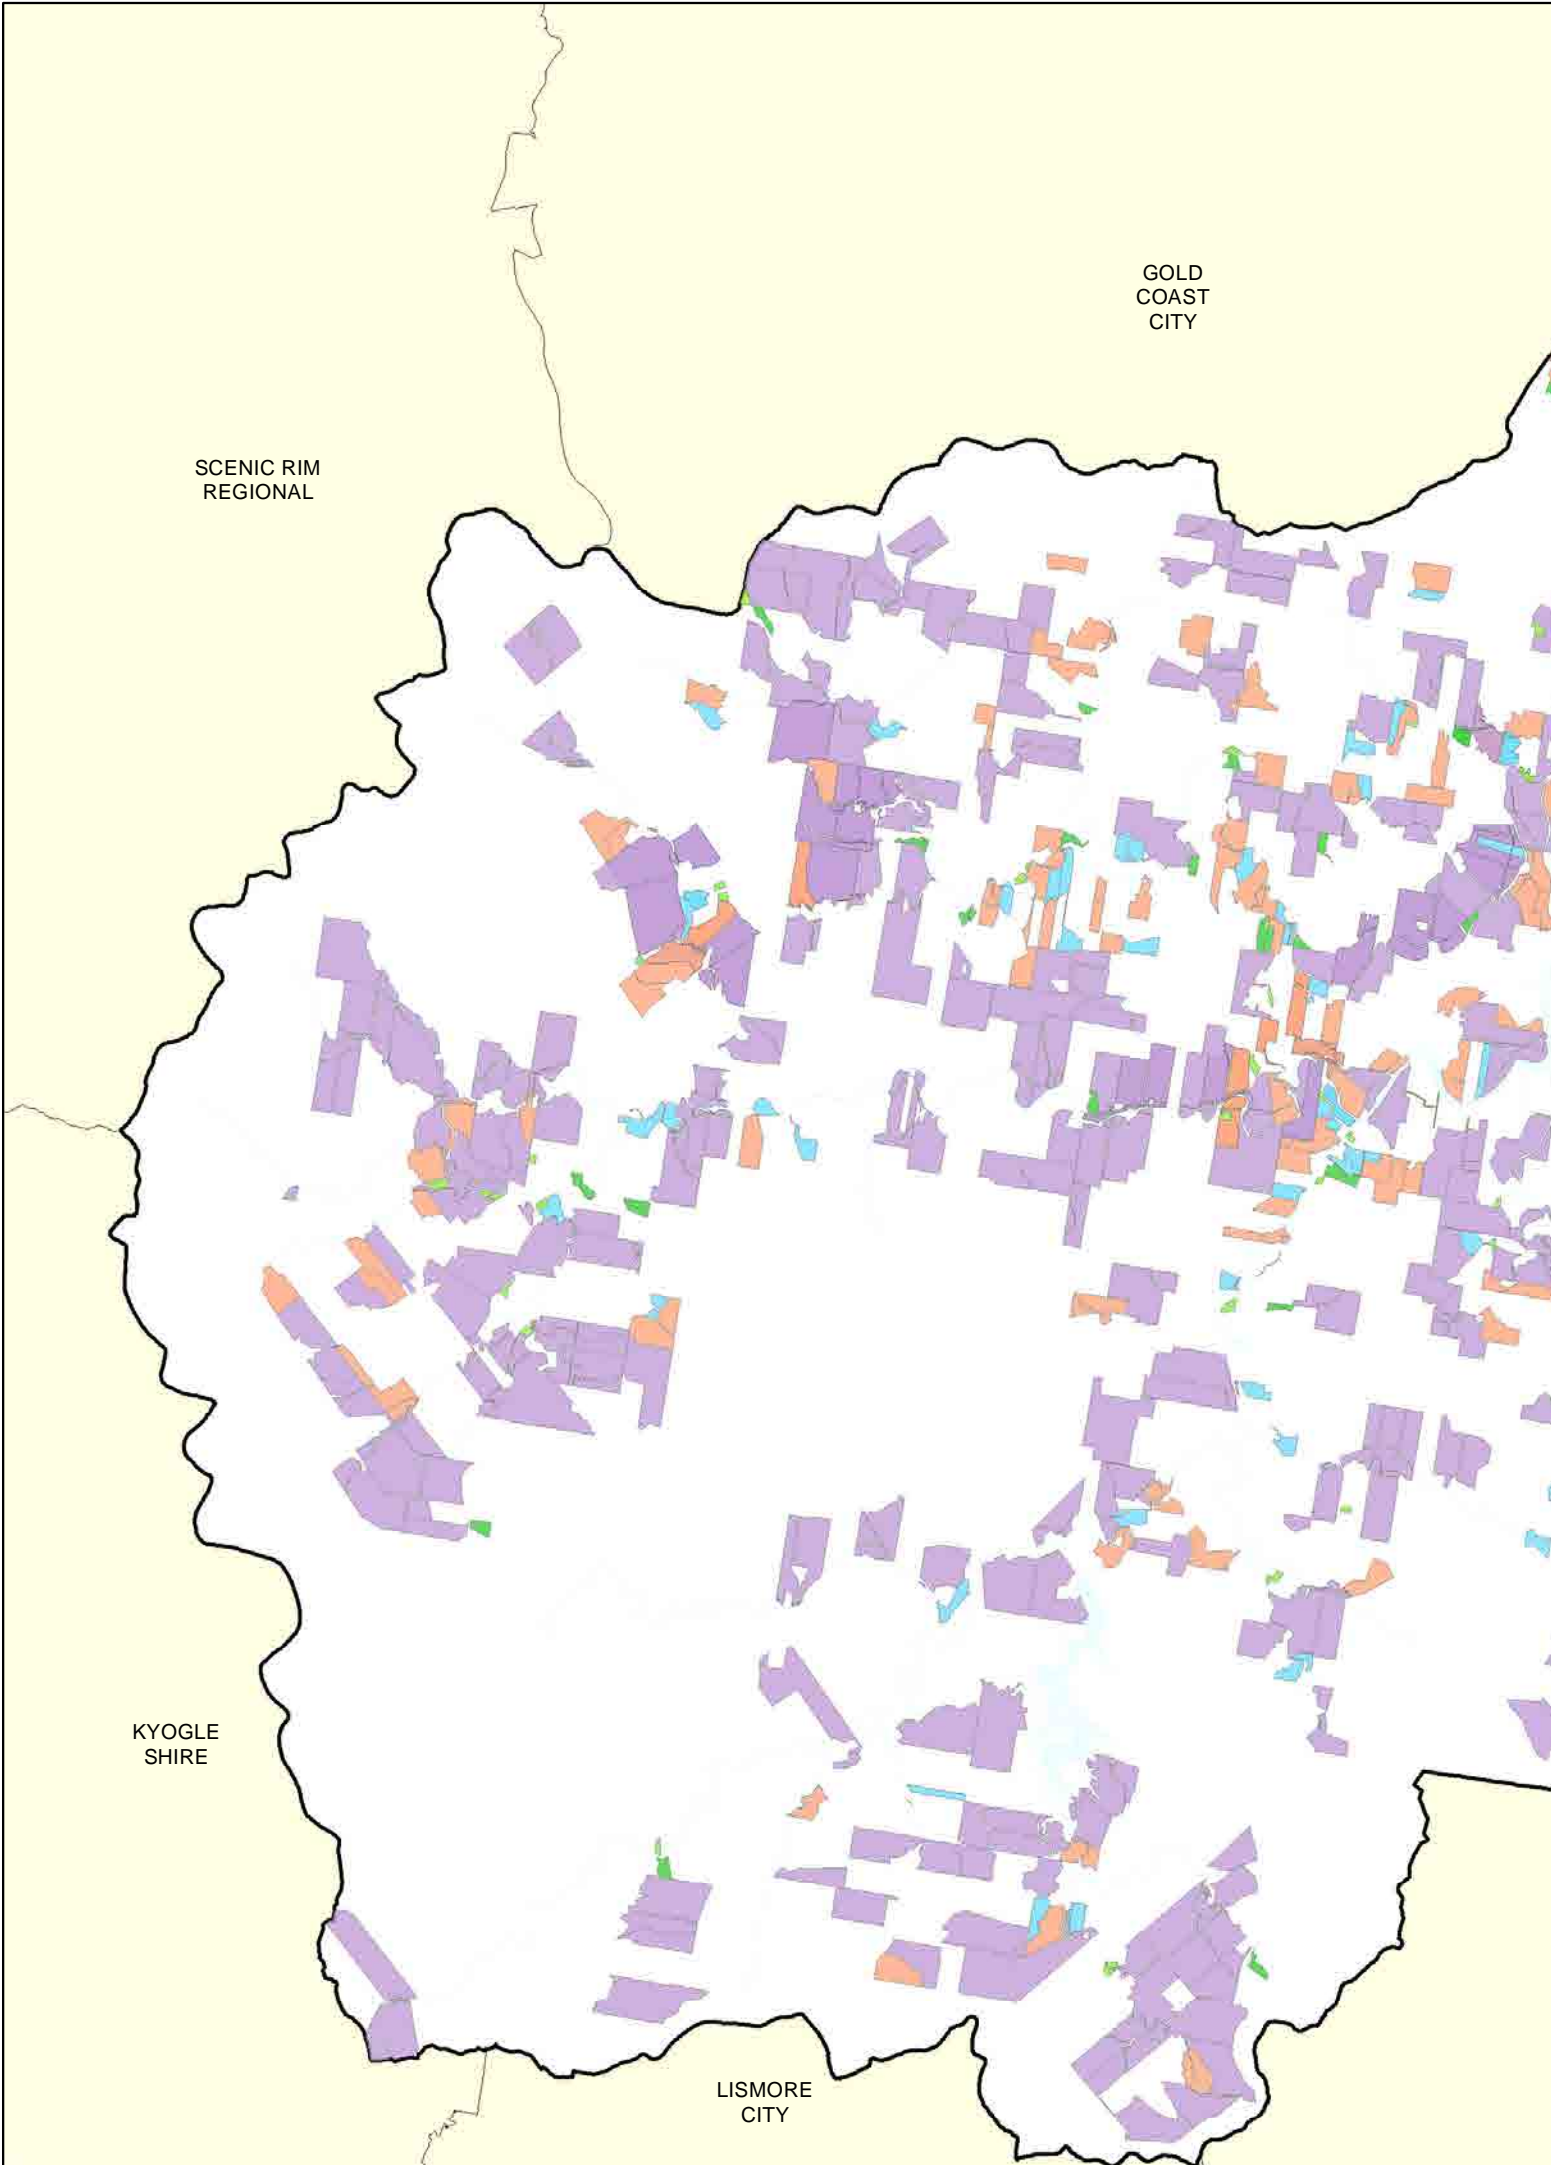 GOLD
COAST
CITY
SCENIC RIM
REGIONAL
KYOGLE
SHIRE
LISMORE
CITY